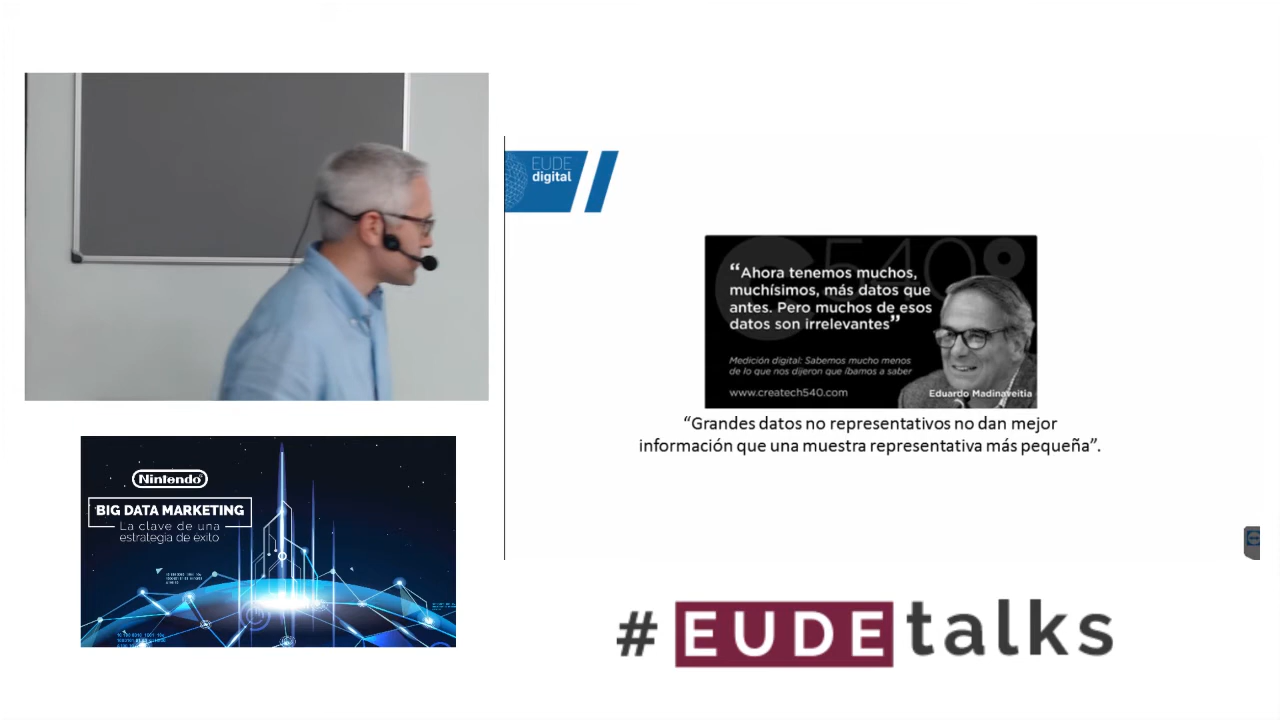 EUDE
digital
“Ahora tenemos muchos,
muchísimos, más datos que
antes. Pero muchos de esos
datos son irrelevantes”
Medición digital: Sabemos mucho menos
de lo que nos dijeron que íbamos a saber
www.createch540.com
Eduardo Madinaveitia
“Grandes datos no representativos no dan mejor
información que una muestra representativa más pequeña”.
Nintendo
BIG DATA MARKETING
La clave de una
estrategia de éxito
# EUDE talks